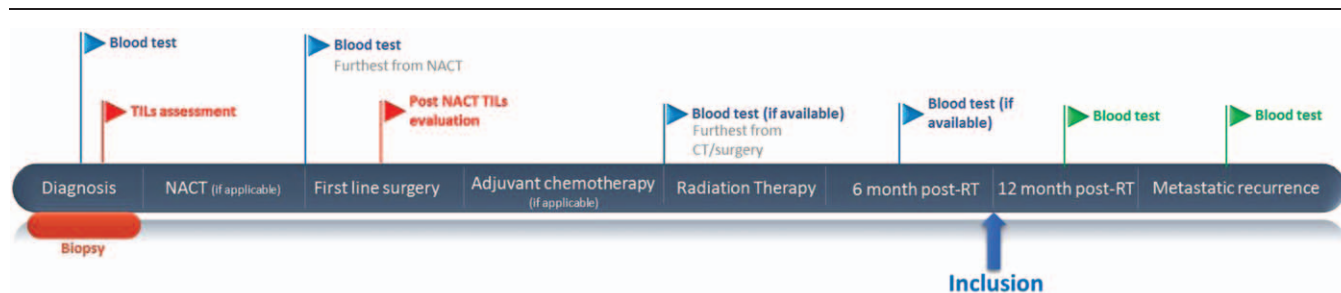 Blood test
TILs assessment
Blood test
Furthest from NACT
Post NACT TILs
evaluation
Blood test (if available)
Furthest from
CT/surgery
Blood test (if
available)
Blood test
Blood test
Diagnosis
NACT (if applicable)
First line surgery
Adjuvant chemotherapy
(if applicable)
Radiation Therapy
6 month post-RT
12 month post-RT
Metastatic recurrence
Biopsy
Inclusion